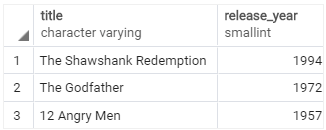 title release_year
character varying smallint
1 The Shawshank Redemption 1994
2 The Godfather 1972
3 12 Angry Men 1957